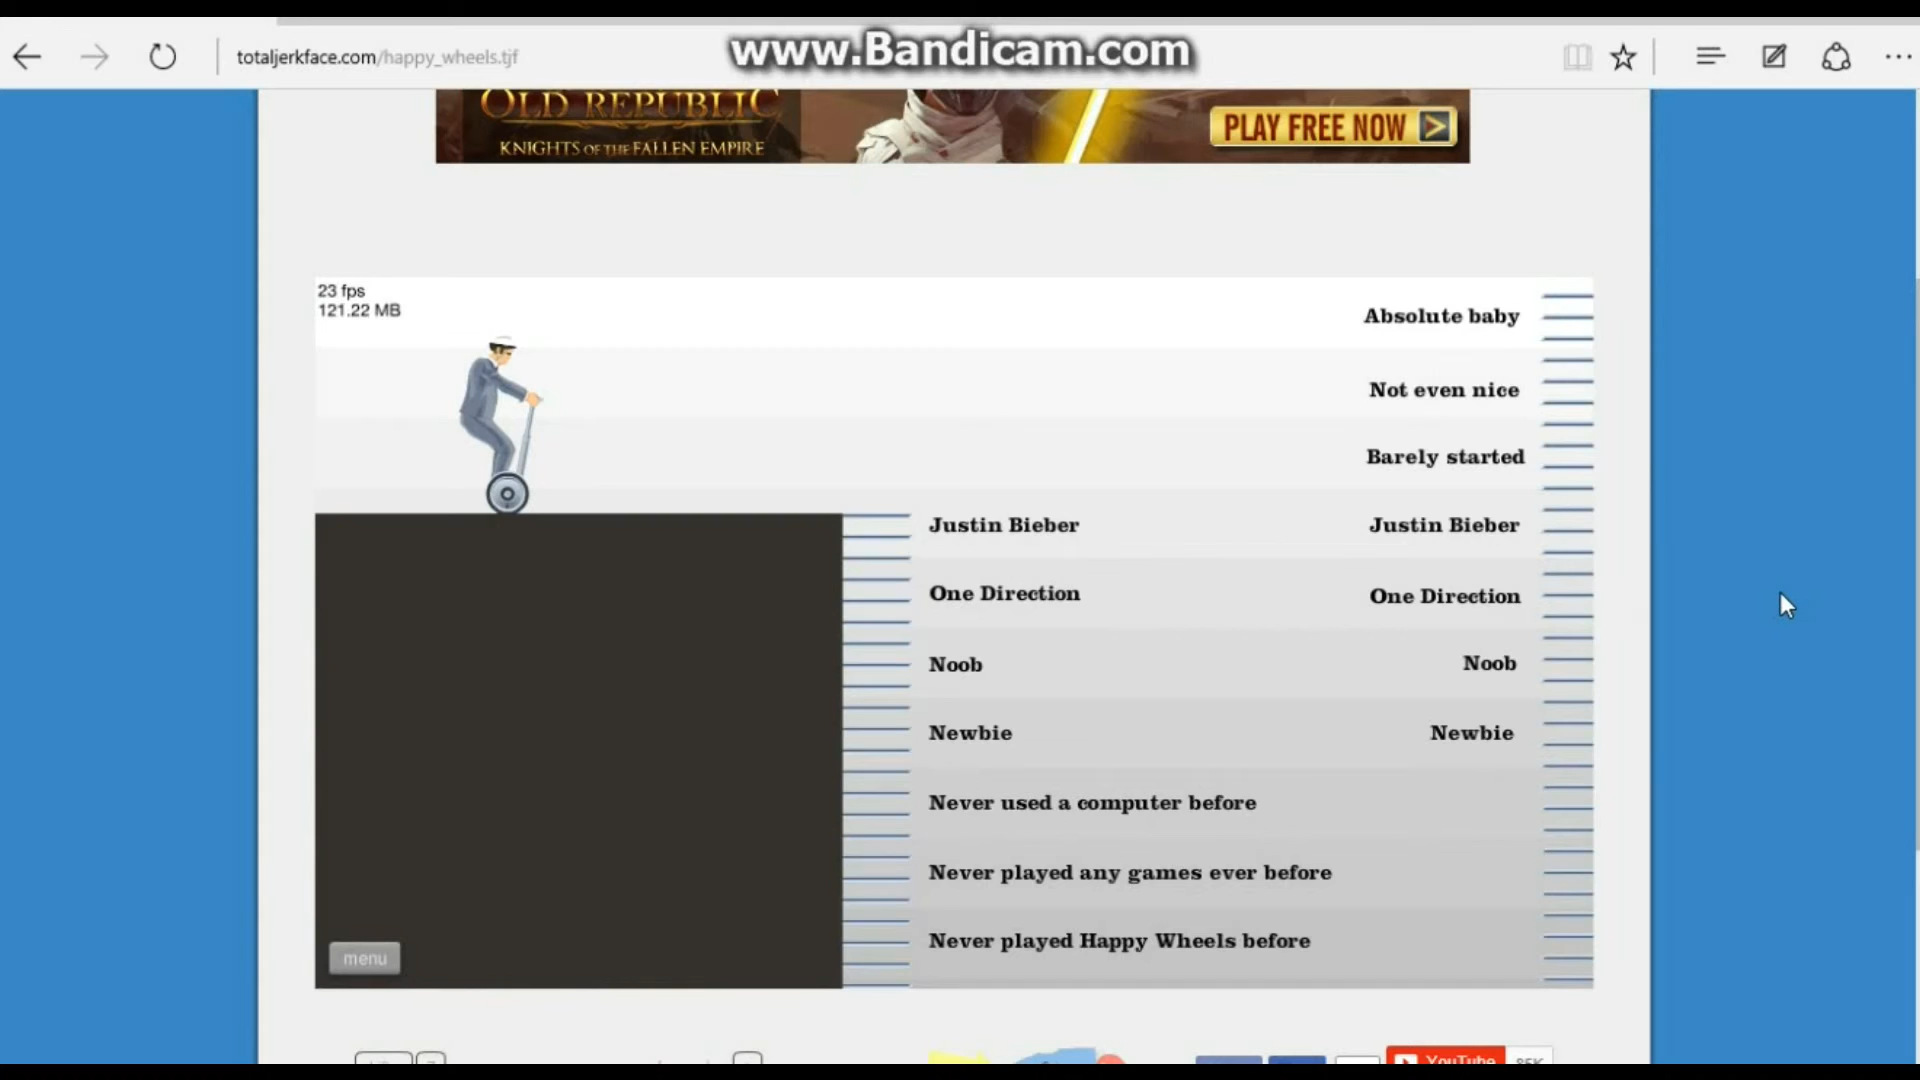 www.Bandicam.com
totaljerkface.com/happy_wheels.tjf
OLD REPUBLIC
KNIGHTS OF THE FALLEN EMPIRE
PLAY FREE NOW
23 fps
121.22 MB
Absolute baby
Not even nice
Barely started
Justin Bieber Justin Bieber
One Direction One Direction
Noob Noob
Newbie Newbie
Never used a computer before
Never played any games ever before
Never played Happy Wheels before
menu
YouTube 85K